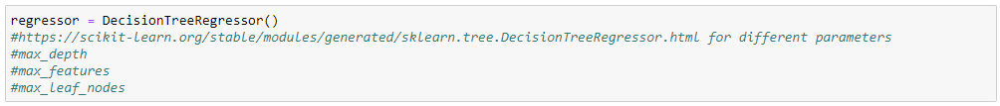 regressor = DecisionTreeRegressor()
#https://scikit-learn.org/stable/modules/generated/sklearn.tree.DecisionTreeRegressor.html for different parameters
#max_depth
#max_features
#max_leaf_nodes